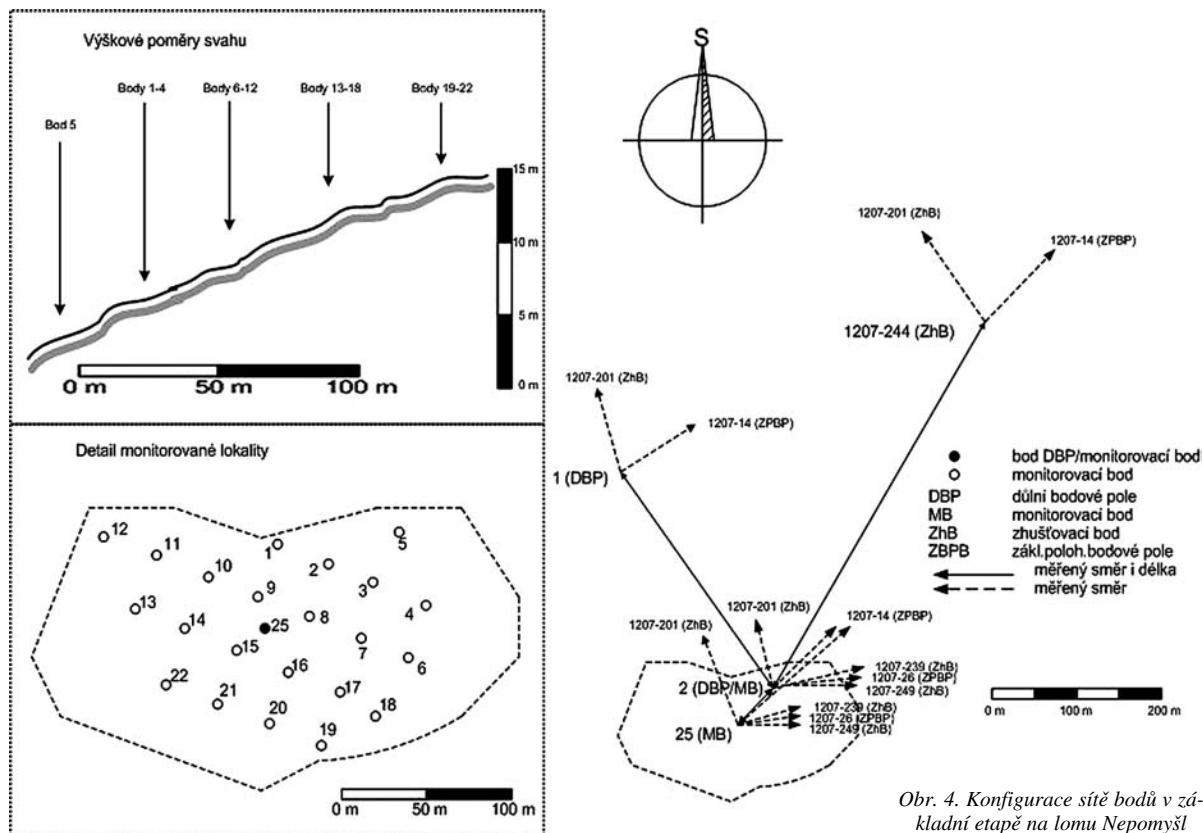 Výškové poměry svahu
Bod 5
Body 1-4
Body 6-12
Body 13-18
Body 19-22
15 m
10 m
5 m
0 m
0 m
50 m
100 m
Detail monitorované lokality
12
11
10
1
2
5
3
4
13
14
9
8
25
15
7
6
16
22
21
17
18
20
19
0 m
50 m
100 m
S
1207-201 (ZhB)
1207-14 (ZPBP)
1207-244 (ZhB)
1207-201 (ZhB)
1207-14 (ZPBP)
1 (DBP)
bod DBP/monitorovací bod
monitorovací bod
DBP důlní bodové pole
MB monitorovací bod
ZhB zhušťovací bod
ZBPB zákl.poloh.bodové pole
měřený směr i délka
měřený směr
1207-201 (ZhB)
1207-201 (ZhB)
1207-14 (ZPBP)
2 (DBP/MB)
1207-239 (ZhB)
1207-26 (ZPBP)
1207-249 (ZhB)
25 (MB)
1207-239 (ZhB)
1207-26 (ZPBP)
1207-249 (ZhB)
0 m
100 m
200 m
Obr. 4. Konfigurace sítě bodů v zá-
kladní etapě na lomu Nepomyšl